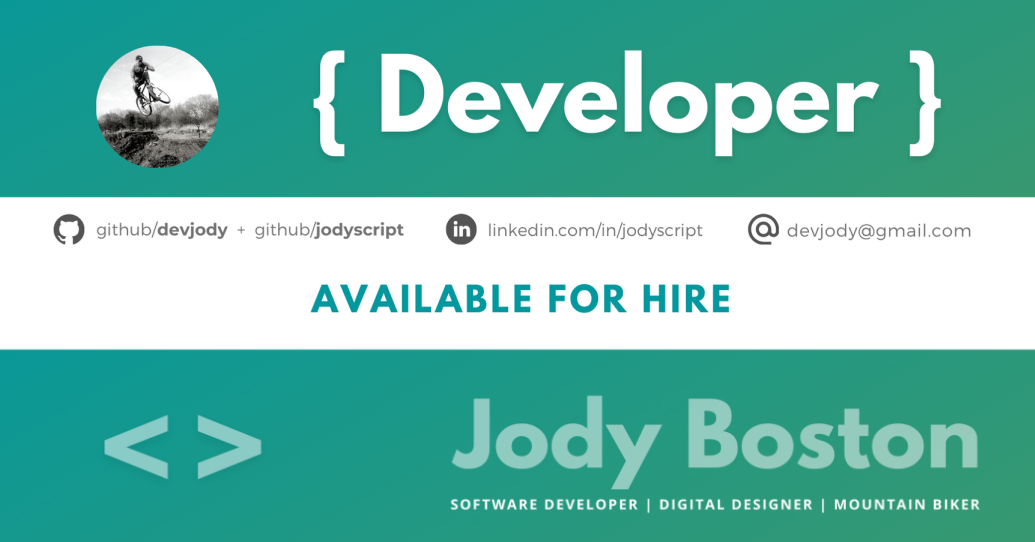 { Developer }
github/devjody + github/jodyscript
linkedin.com/in/jodyscript
devjody@gmail.com
AVAILABLE FOR HIRE
< >
Jody Boston
SOFTWARE DEVELOPER | DIGITAL DESIGNER | MOUNTAIN BIKER